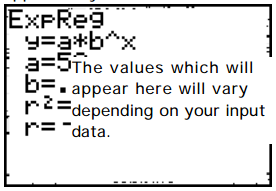 ExpReg
y=a*b^x
a=5
b=.
r²=
r=-
The values which will
appear here will vary
depending on your input
data.